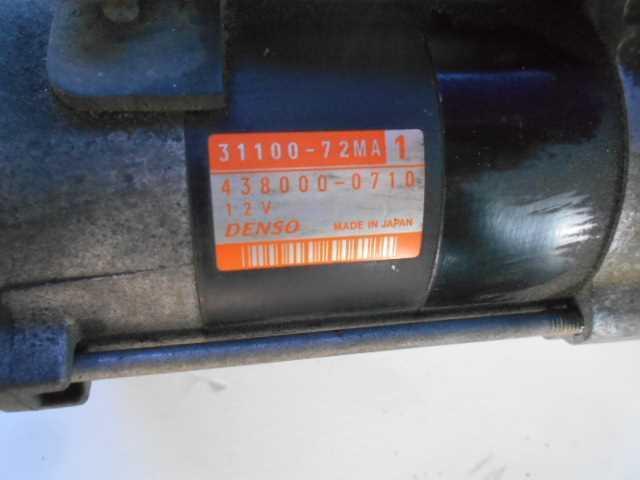 31100-72MA 1
438000-0710
12V
DENSO MADE IN JAPAN